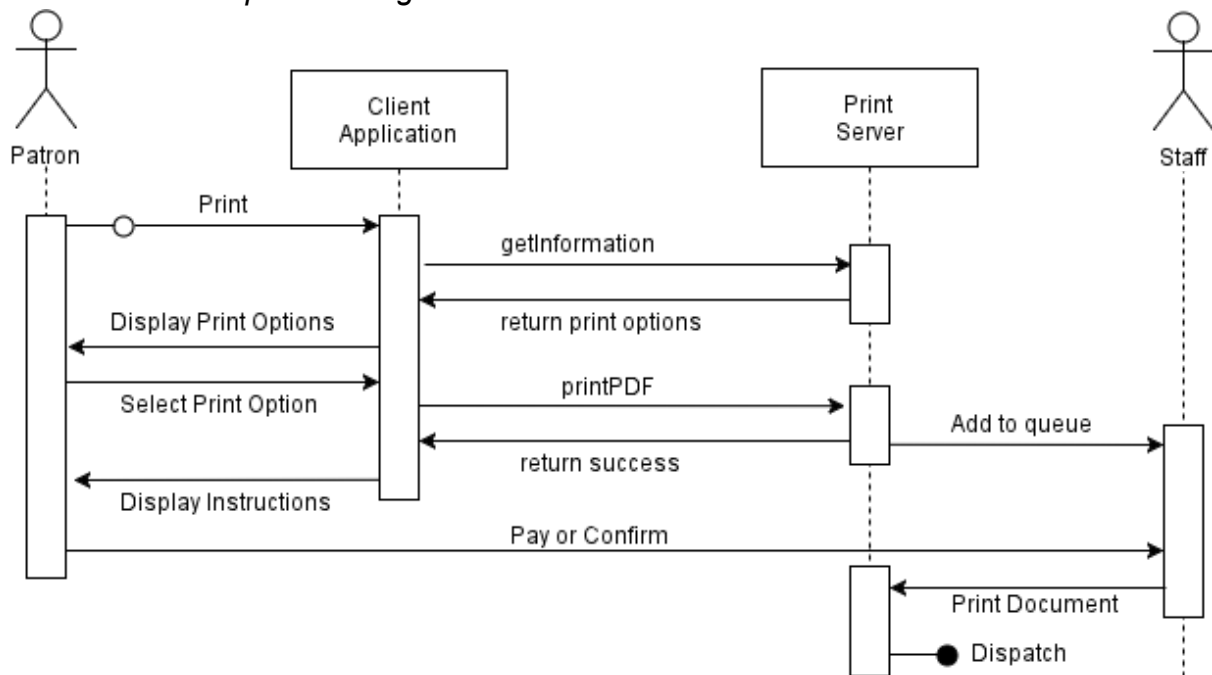 Client
Application
Print
Server
Patron
Staff
Print
getInformation
Display Print Options
return print options
Select Print Option
printPDF
Add to queue
return success
Display Instructions
Pay or Confirm
Print Document
Dispatch